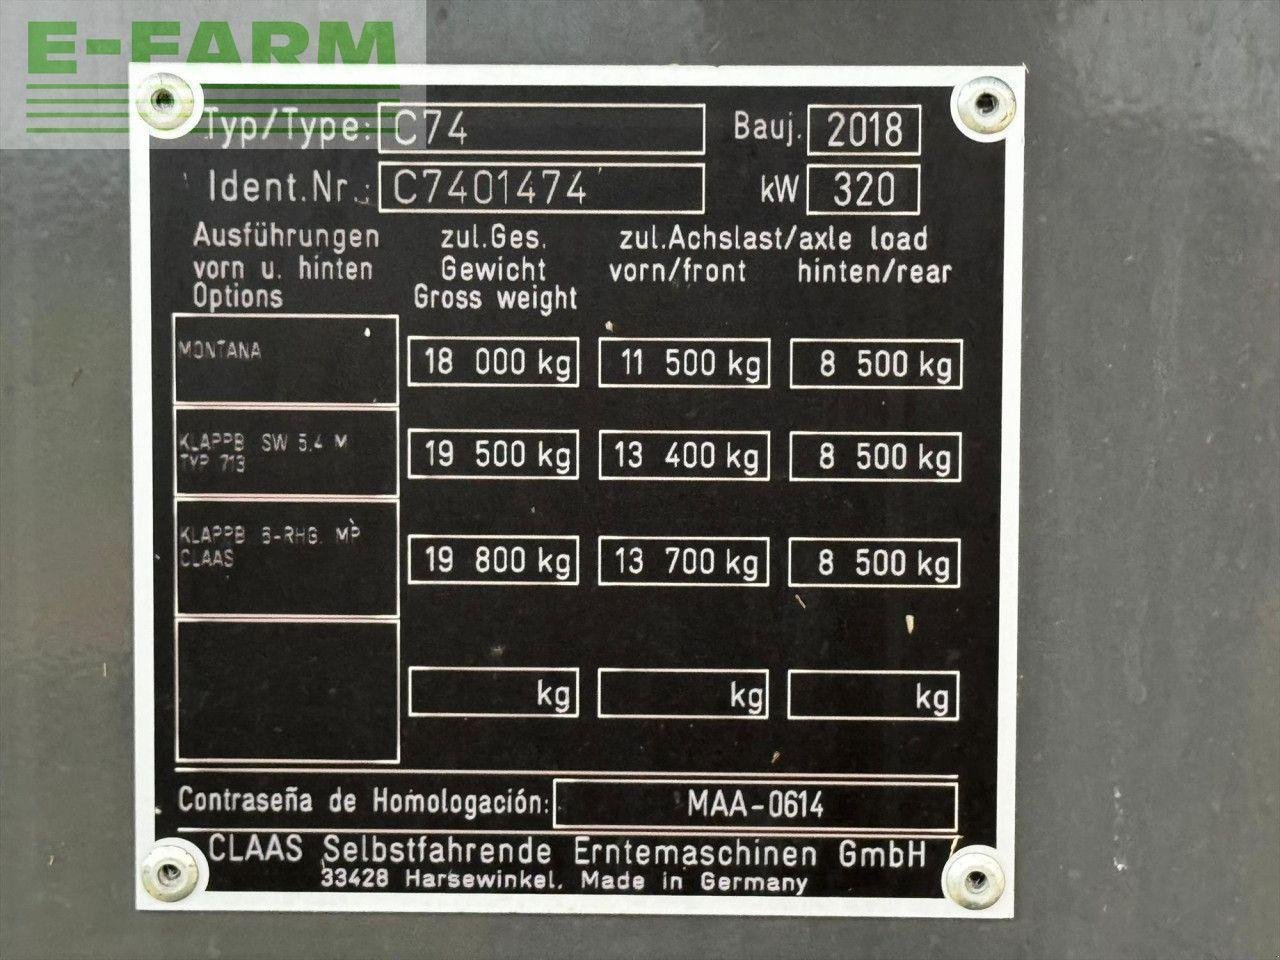 E-FARM
Typ/Type: C74 Bauj. 2018
Ident.Nr.: C7401474 kW 320
Ausführungen zul.Ges. zul.Achslast/axle load
vorn u. hinten Gewicht vorn/front hinten/rear
Options Gross weight
MONTANA 18 000 kg 11 500 kg 8 500 kg
KLAPPB SW 5.4 M
TYP 713 19 500 kg 13 400 kg 8 500 kg
KLAPPB 6-RHG. MP
CLAAS 19 800 kg 13 700 kg 8 500 kg
kg kg kg
Contraseña de Homologación: MAA-0614
CLAAS Selbstfahrende Erntemaschinen GmbH
33428 Harsewinkel. Made in Germany